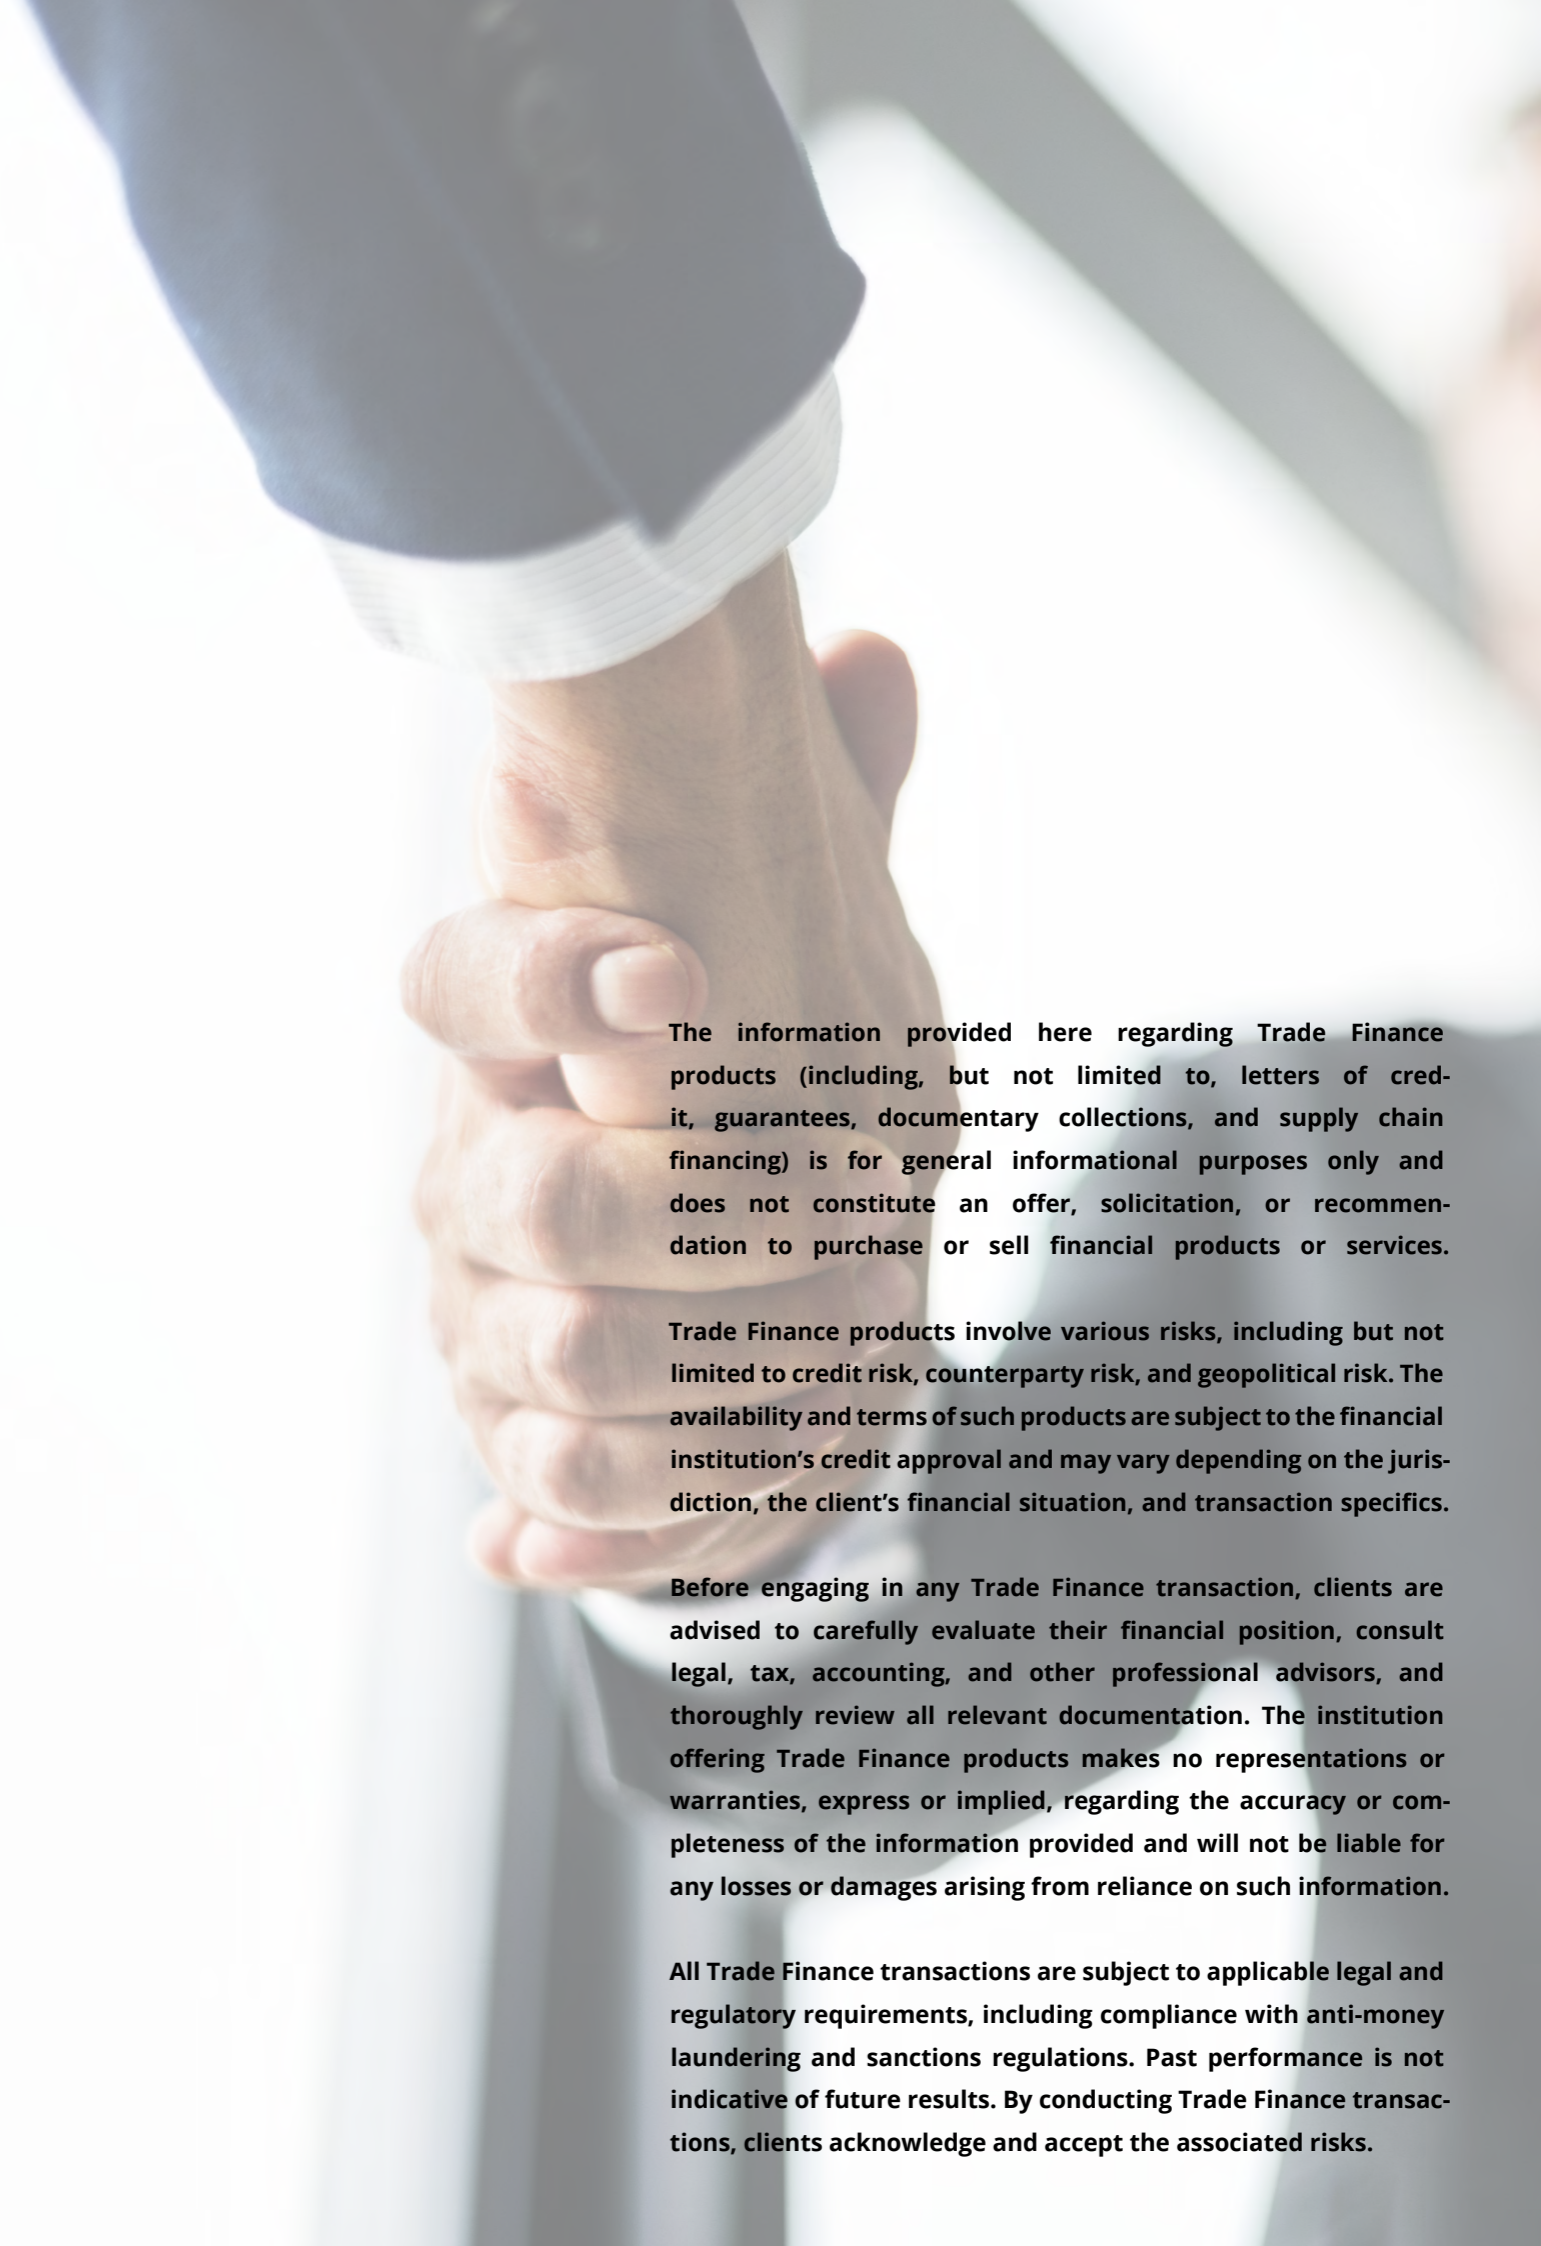 The information provided here regarding Trade Finance
products (including, but not limited to, letters of cred-
it, guarantees, documentary collections, and supply chain
financing) is for general informational purposes only and
does not constitute an offer, solicitation, or recommen-
dation to purchase or sell financial products or services.
Trade Finance products involve various risks, including but not
limited to credit risk, counterparty risk, and geopolitical risk. The
availability and terms of such products are subject to the financial
institution’s credit approval and may vary depending on the juris-
diction, the client’s financial situation, and transaction specifics.
Before engaging in any Trade Finance transaction, clients are
advised to carefully evaluate their financial position, consult
legal, tax, accounting, and other professional advisors, and
thoroughly review all relevant documentation. The institution
offering Trade Finance products makes no representations or
warranties, express or implied, regarding the accuracy or com-
pleteness of the information provided and will not be liable for
any losses or damages arising from reliance on such information.
All Trade Finance transactions are subject to applicable legal and
regulatory requirements, including compliance with anti-money
laundering and sanctions regulations. Past performance is not
indicative of future results. By conducting Trade Finance transac-
tions, clients acknowledge and accept the associated risks.